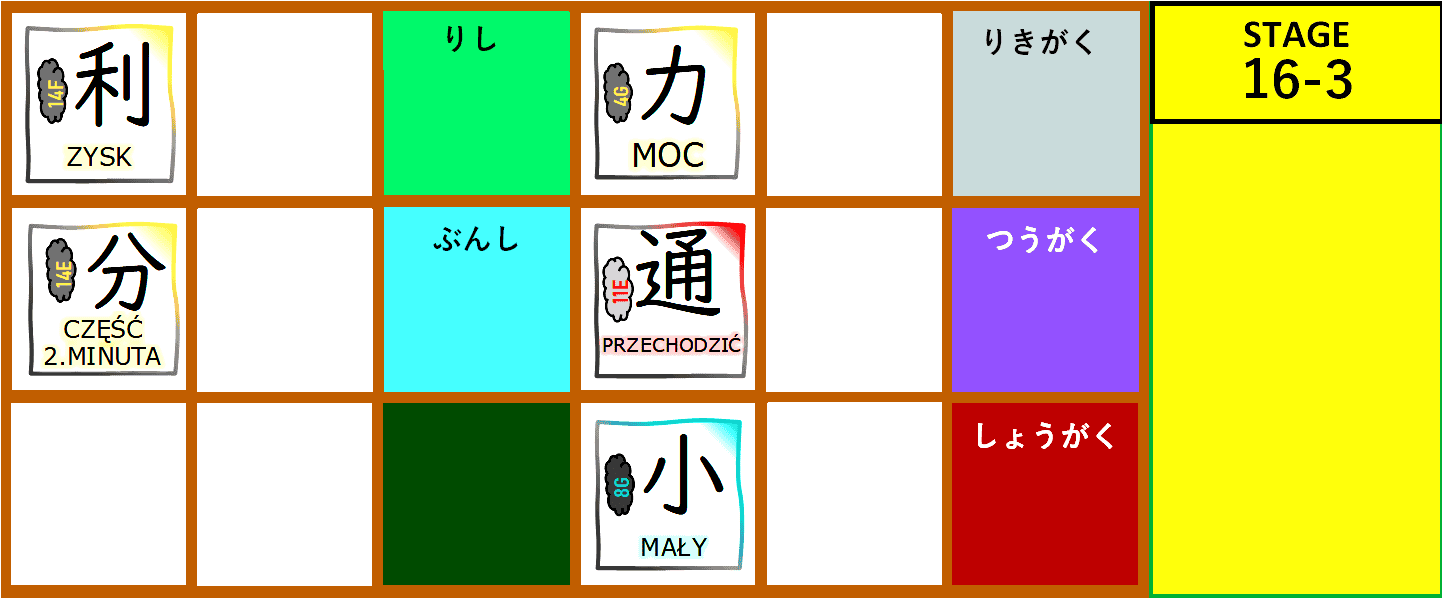 14F
利
ZYSK
りし
4G
力
MOC
りきがく
STAGE
16-3
14E
分
CZĘŚĆ
2.MINUTA
ぶんし
11E
通
PRZECHODZIĆ
つうがく
8G
小
MAŁY
しょうがく